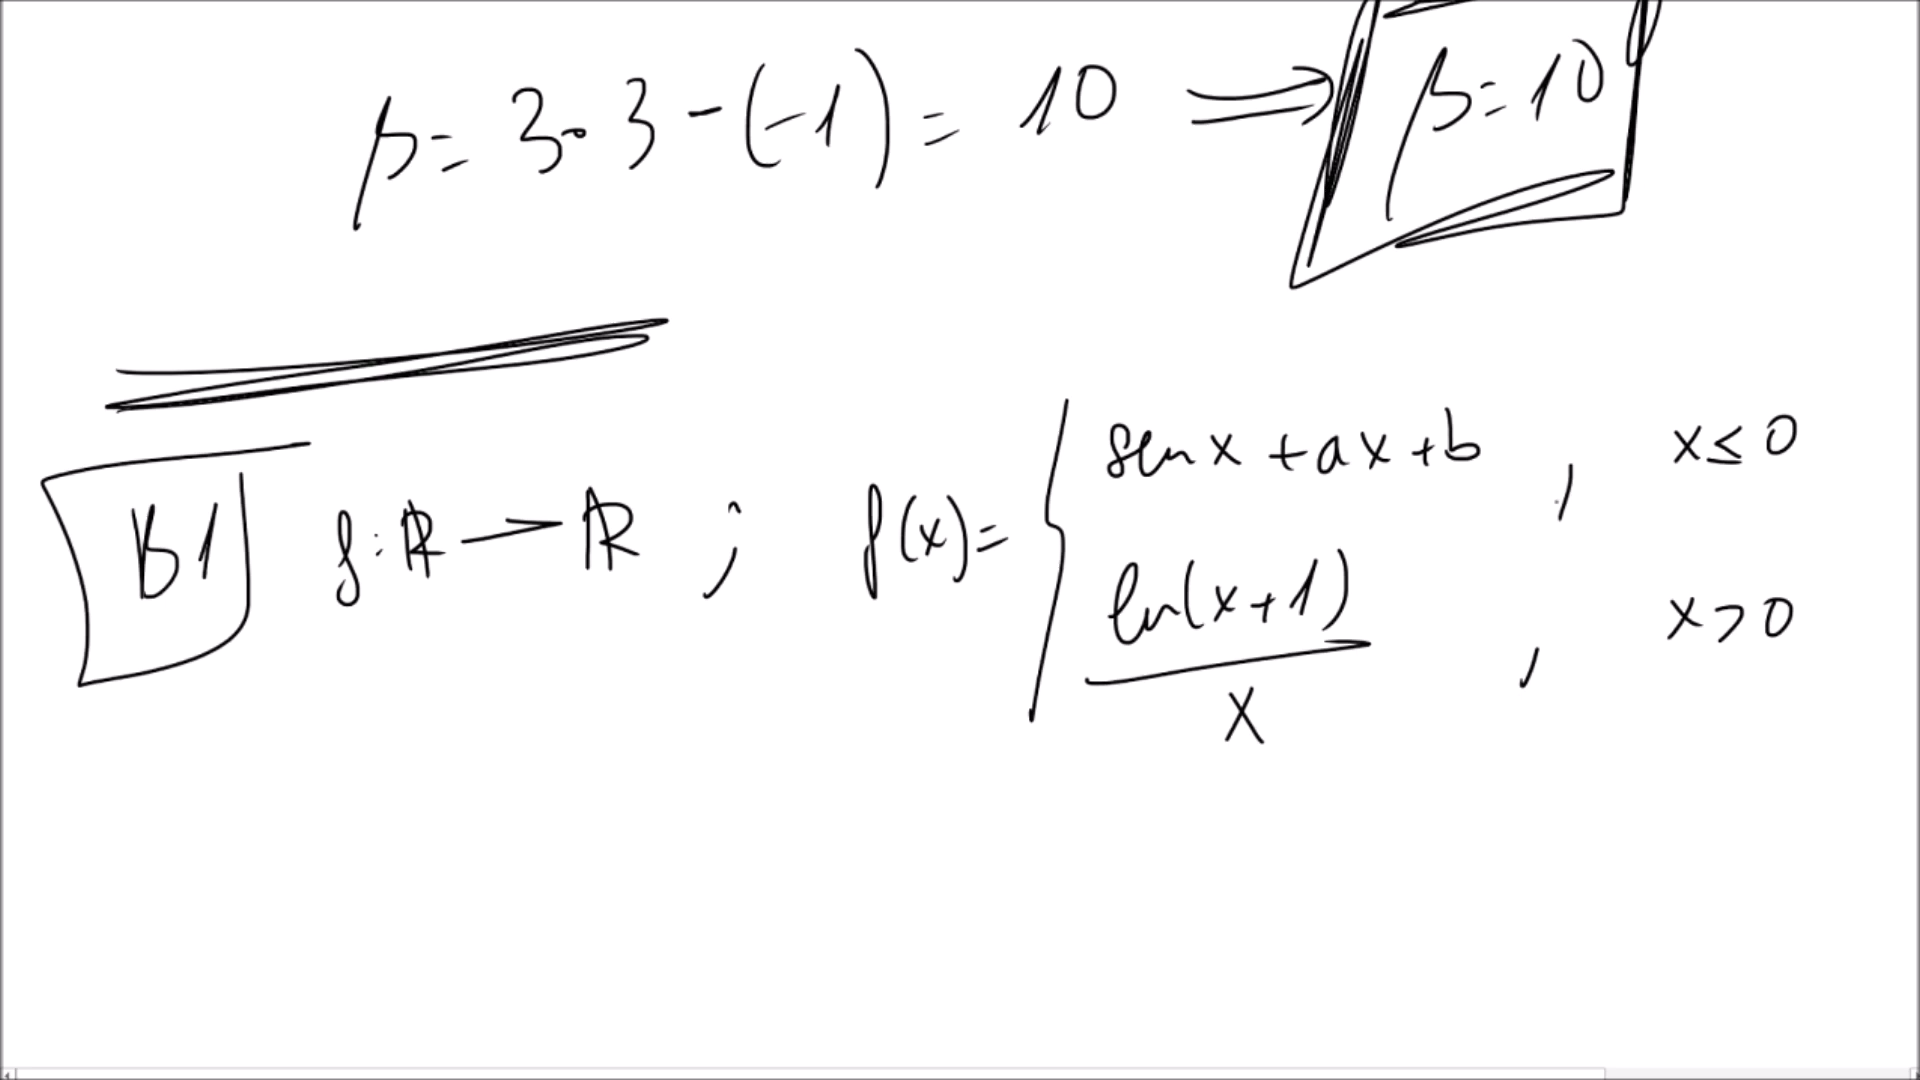 β = 3·3 - (-1) = 10 ⟹ β = 10
B1 f: ℝ → ℝ ; f(x) = { sen x + ax + b , x ≤ 0
ln(x+1) / x , x > 0